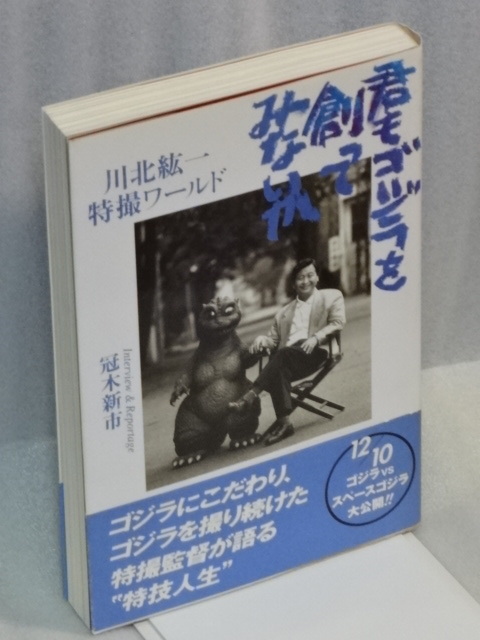 君もゴジラを
創って
みないか
川北紘一
特撮ワールド
Interview & Reportage
冠木新市
12/10
ゴジラvs
スペースゴジラ
大公開!!
ゴジラにこだわり、
ゴジラを撮り続けた
特撮監督が語る
“特技人生”